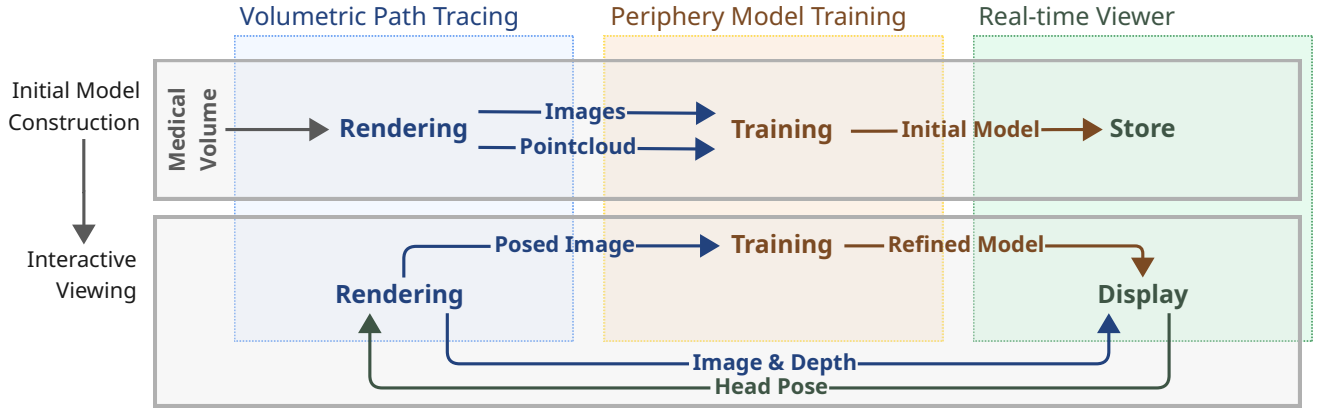 Volumetric Path Tracing
Periphery Model Training
Real-time Viewer
Initial Model
Construction
Medical
Volume
Rendering
Images
Pointcloud
Training
Initial Model
Store
Interactive
Viewing
Posed Image
Training
Refined Model
Rendering
Display
Image & Depth
Head Pose